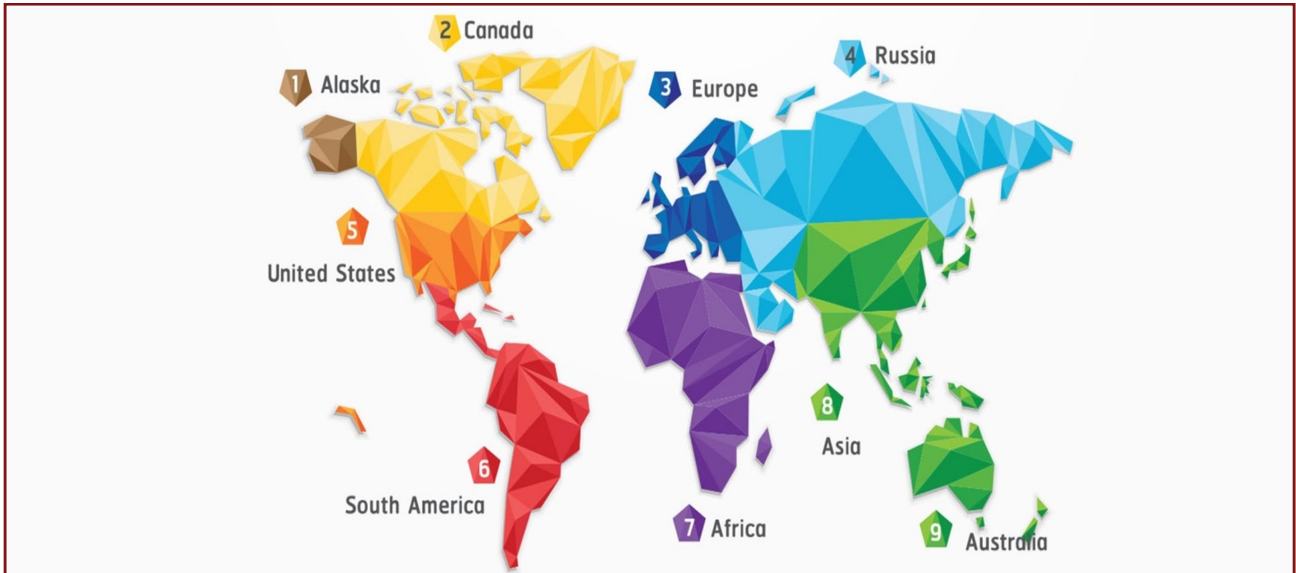 2 Canada
1 Alaska
3 Europe
4 Russia
5
United States
6
South America
7 Africa
8
Asia
9 Australia